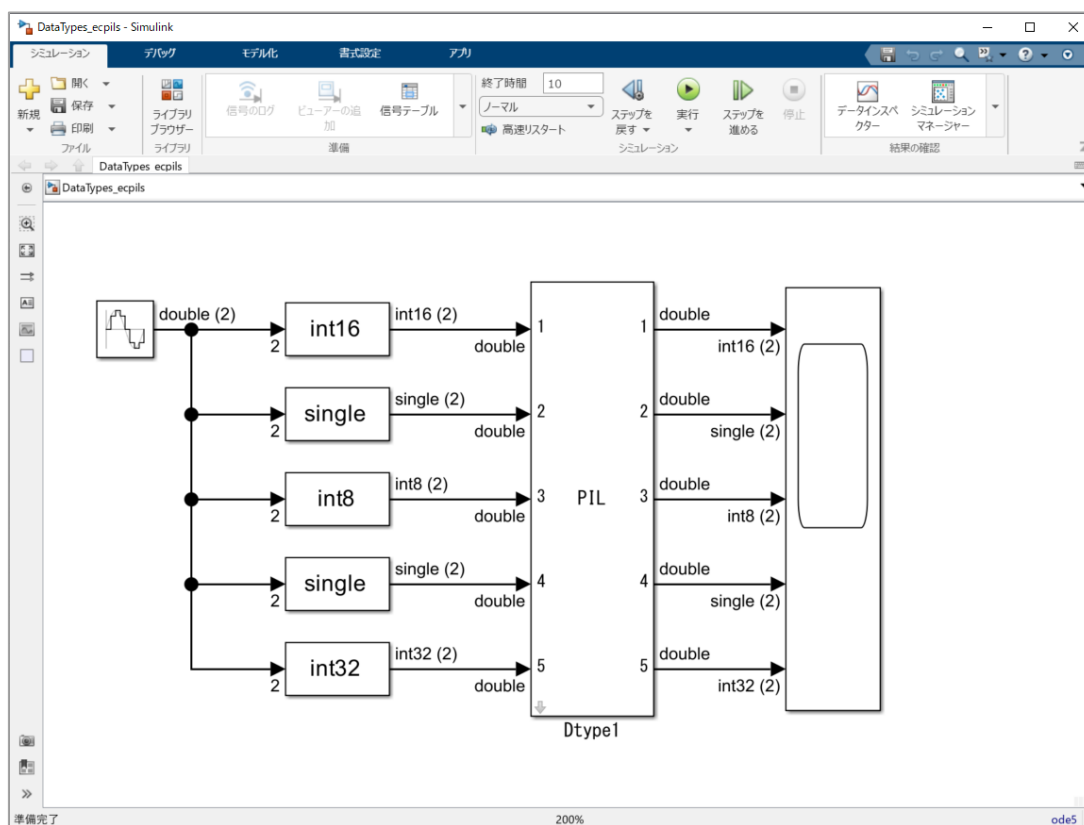 DataTypes_ecpils - Simulink
シミュレーション
デバッグ
モデル化
書式設定
アプリ
新規
開く
保存
印刷
ファイル
ライブラリ
ブラウザー
ライブラリ
信号のログ
ビューアーの追
加
信号テーブル
準備
終了時間 10
ノーマル
高速リスタート
ステップを
戻す
実行
ステップを
進める
停止
シミュレーション
データインスペ
クター
シミュレーション
マネージャー
結果の確認
DataTypes_ecpils
DataTypes_ecpils
double (2)
2
int16
int16 (2)
double
1
1
double
int16 (2)
2
single
single (2)
double
2
2
double
single (2)
2
int8
int8 (2)
double
3
PIL
3
double
int8 (2)
2
single
single (2)
double
4
4
double
single (2)
2
int32
int32 (2)
double
5
5
double
int32 (2)
Dtype1
準備完了
200%
ode5